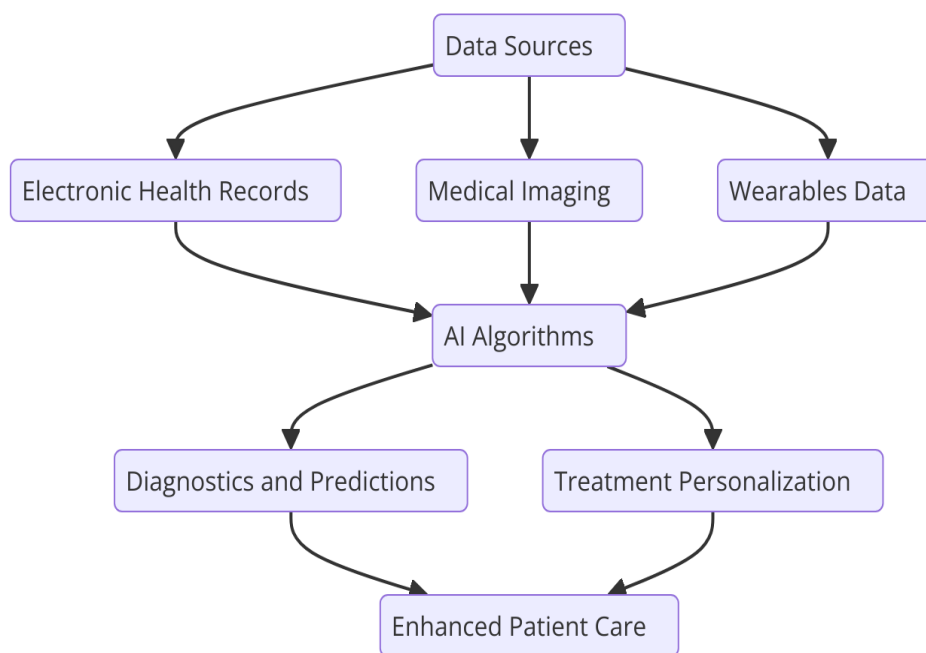 Data Sources
Electronic Health Records
Medical Imaging
Wearables Data
AI Algorithms
Diagnostics and Predictions
Treatment Personalization
Enhanced Patient Care